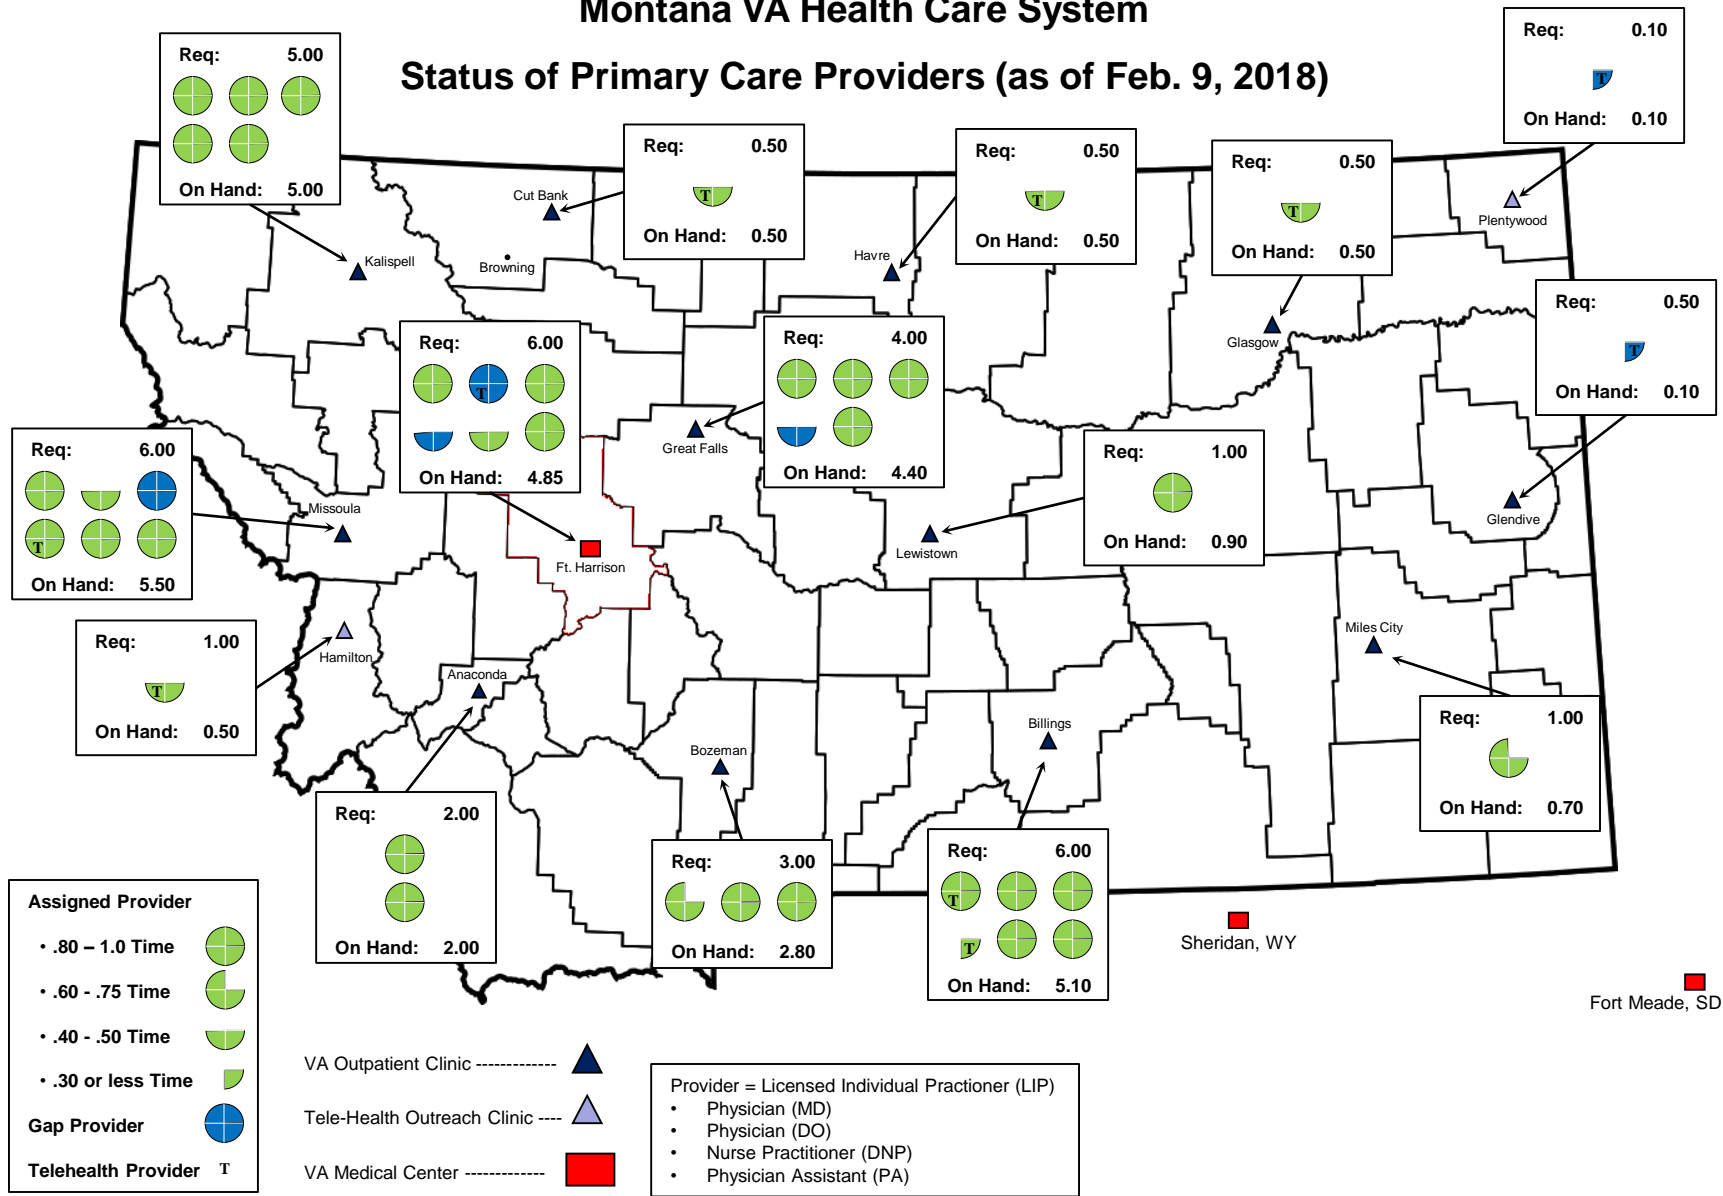 Montana VA Health Care System
Status of Primary Care Providers (as of Feb. 9, 2018)
Req: 5.00
On Hand: 5.00
Req: 0.50
T
On Hand: 0.50
Req: 0.50
T
On Hand: 0.50
Req: 0.50
T
On Hand: 0.50
Req: 0.10
T
On Hand: 0.10
Cut Bank
Kalispell
Browning
Havre
Plentywood
Glasgow
Req: 0.50
T
On Hand: 0.10
Req: 6.00
T
On Hand: 4.85
Req: 4.00
On Hand: 4.40
Great Falls
Req: 6.00
T
On Hand: 5.50
Missoula
Req: 1.00
On Hand: 0.90
Lewistown
Glendive
Ft. Harrison
Req: 1.00
T
On Hand: 0.50
Hamilton
Anaconda
Miles City
Req: 1.00
On Hand: 0.70
Billings
Bozeman
Req: 2.00
On Hand: 2.00
Req: 3.00
On Hand: 2.80
Req: 6.00
T
T
On Hand: 5.10
Sheridan, WY
Fort Meade, SD
Assigned Provider
• .80 – 1.0 Time
• .60 - .75 Time
• .40 - .50 Time
• .30 or less Time
Gap Provider
Telehealth Provider T
VA Outpatient Clinic -------------
Tele-Health Outreach Clinic ----
VA Medical Center -------------
Provider = Licensed Individual Practioner (LIP)
• Physician (MD)
• Physician (DO)
• Nurse Practitioner (DNP)
• Physician Assistant (PA)